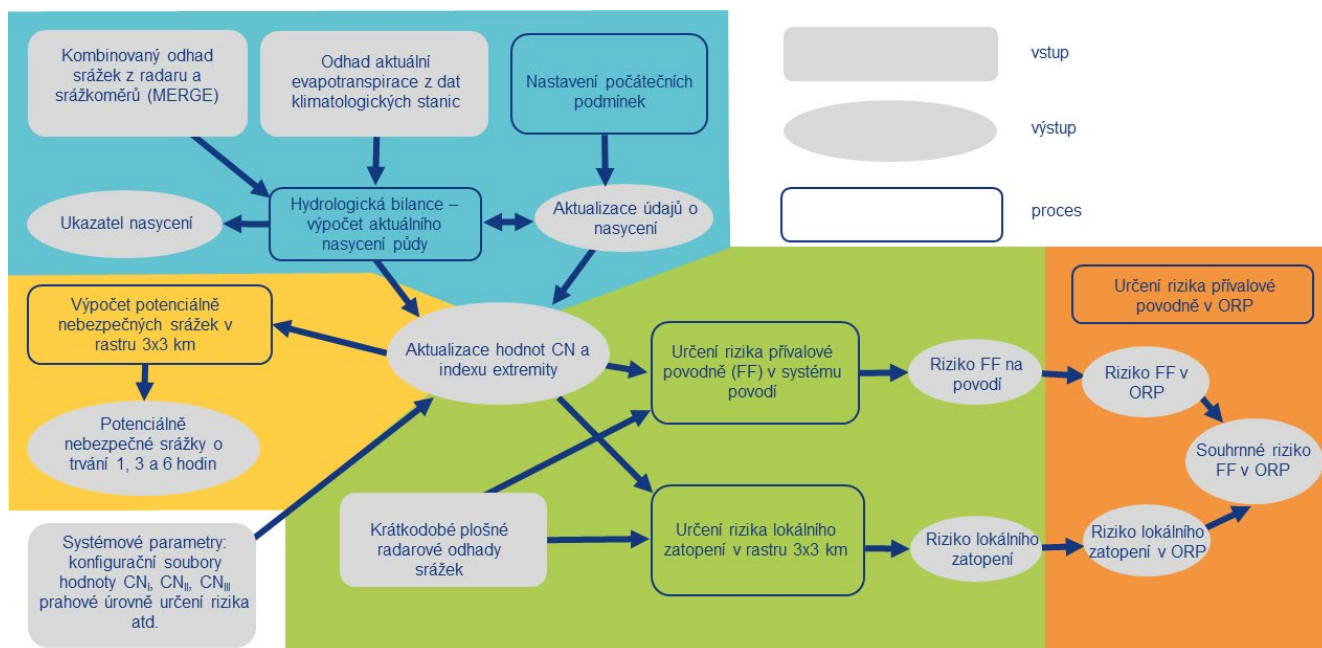 Kombinovaný odhad
srážek z radaru a
srážkoměrů (MERGE)
Odhad aktuální
evapotranspirace z dat
klimatologických stanic
Nastavení počátečních
podmínek
vstup
výstup
proces
Ukazatel nasycení
Hydrologická bilance –
výpočet aktuálního
nasycení půdy
Aktualizace údajů o
nasycení
Výpočet potenciálně
nebezpečných srážek v
rastru 3x3 km
Potenciálně
nebezpečné srážky o
trvání 1, 3 a 6 hodin
Aktualizace hodnot CN a
indexu extremity
Určení rizika přívalové
povodně (FF) v systému
povodí
Riziko FF na
povodí
Určení rizika přívalové
povodně v ORP
Riziko FF v
ORP
Souhrnné riziko
FF v ORP
Systémové parametry:
konfigurační soubory
hodnoty CN_I, CN_II, CN_III
prahové úrovně určení rizika
atd.
Krátkodobé plošné
radarové odhady
srážek
Určení rizika lokálního
zatopení v rastru 3x3 km
Riziko lokálního
zatopení
Riziko lokálního
zatopení v ORP